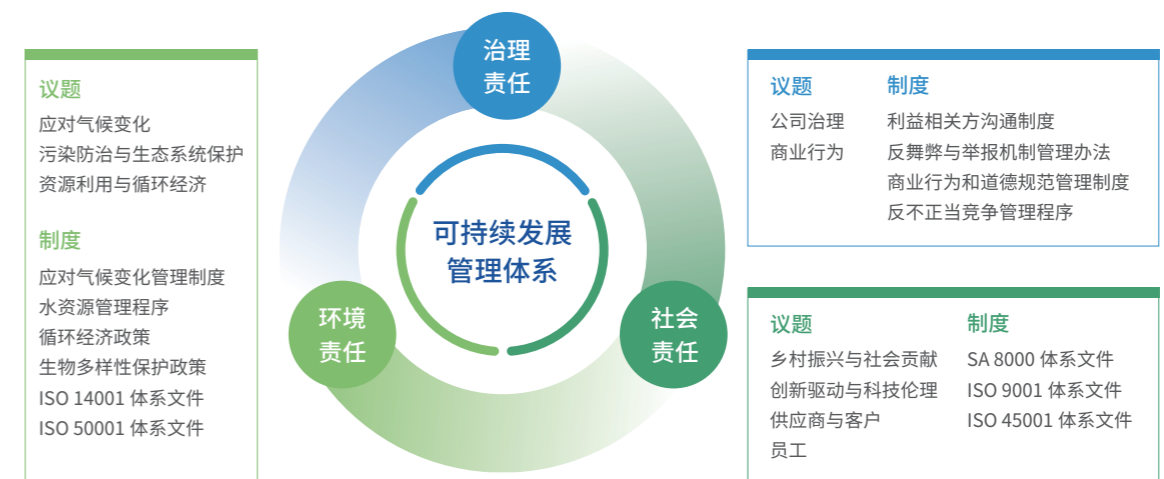 议题
应对气候变化
污染防治与生态系统保护
资源利用与循环经济
制度
应对气候变化管理制度
水资源管理程序
循环经济政策
生物多样性保护政策
ISO 14001 体系文件
ISO 50001 体系文件
治理
责任
可持续发展
管理体系
环境
责任
社会
责任
议题 制度
公司治理 利益相关方沟通制度
商业行为 反舞弊与举报机制管理办法
商业行为和道德规范管理制度
反不正当竞争管理程序
议题 制度
乡村振兴与社会贡献 SA 8000 体系文件
创新驱动与科技伦理 ISO 9001 体系文件
供应商与客户 ISO 45001 体系文件
员工